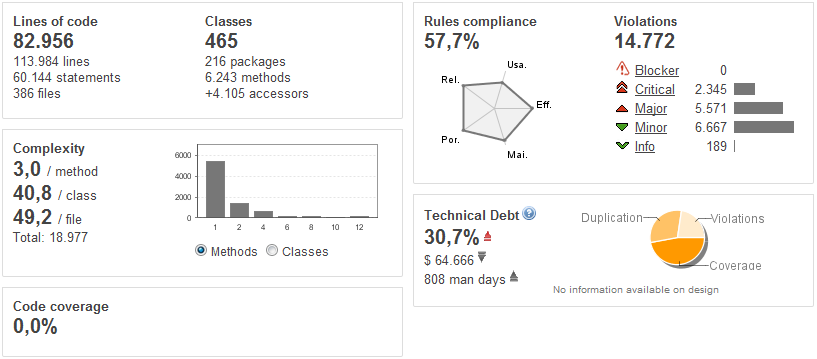 Lines of code
82.956
113.984 lines
60.144 statements
386 files
Classes
465
216 packages
6.243 methods
+4.105 accessors
Complexity
3,0 / method
40,8 / class
49,2 / file
Total: 18.977
6000
4000
2000
0
1 2 4 6 8 10 12
Methods Classes
Code coverage
0,0%
Rules compliance
57,7%
Usa.
Eff.
Mai.
Por.
Rel.
Violations
14.772
Blocker 0
Critical 2.345
Major 5.571
Minor 6.667
Info 189
Technical Debt ?
30,7%
$ 64.666
808 man days
Duplication
Violations
Coverage
No information available on design